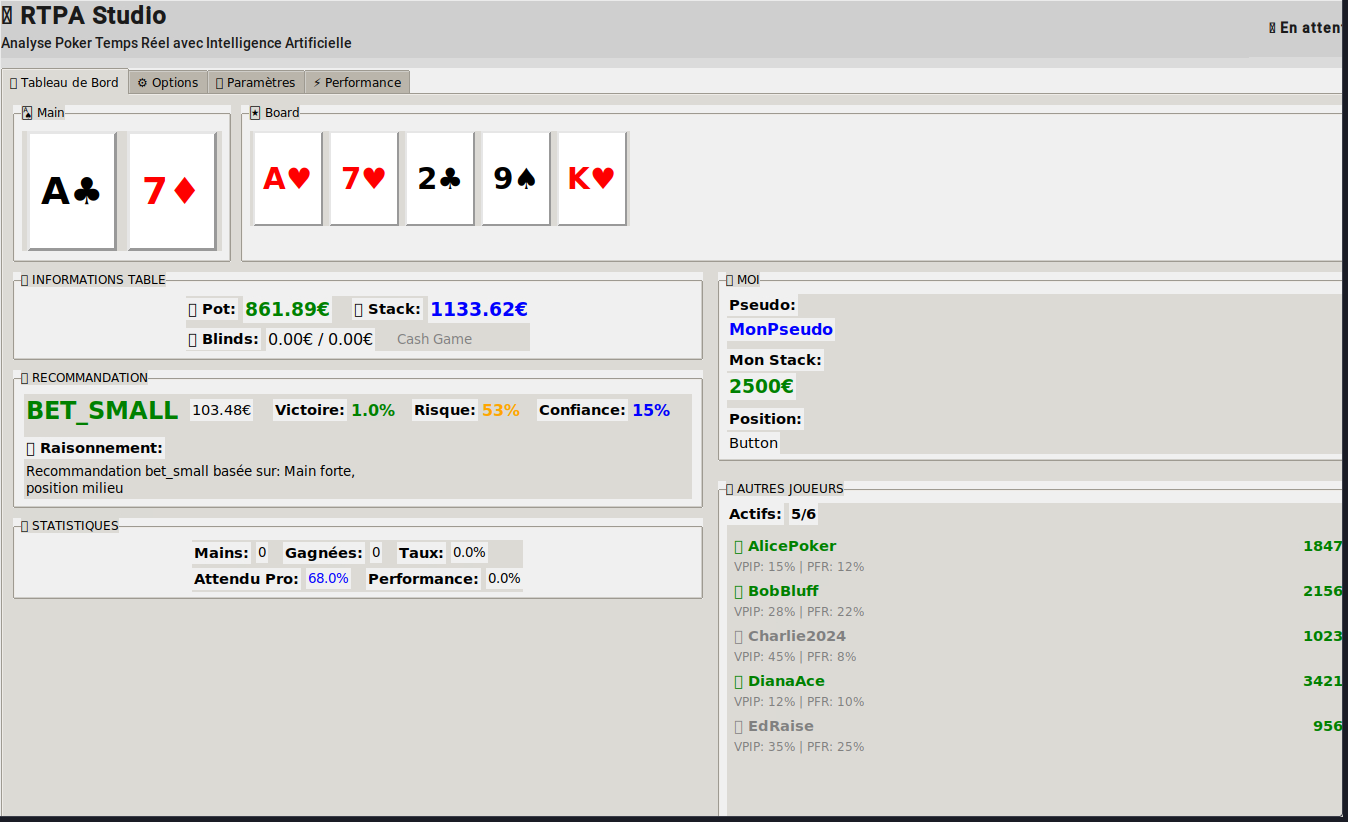 RTPA Studio
Analyse Poker Temps Réel avec Intelligence Artificielle
En atten
Tableau de Bord
⚙ Options
Paramètres
⚡ Performance
Main
Board
A♣
7♦
A♥
7♥
2♣
9♠
K♥
INFORMATIONS TABLE
Pot: 861.89€ Stack: 1133.62€
Blinds: 0.00€ / 0.00€ Cash Game
RECOMMANDATION
BET_SMALL 103.48€ Victoire: 1.0% Risque: 53% Confiance: 15%
Raisonnement:
Recommandation bet_small basée sur: Main forte,
position milieu
STATISTIQUES
Mains: 0 Gagnées: 0 Taux: 0.0%
Attendu Pro: 68.0% Performance: 0.0%
MOI
Pseudo:
MonPseudo
Mon Stack:
2500€
Position:
Button
AUTRES JOUEURS
Actifs: 5/6
AlicePoker 1847
VPIP: 15% | PFR: 12%
BobBluff 2156
VPIP: 28% | PFR: 22%
Charlie2024 1023
VPIP: 45% | PFR: 8%
DianaAce 3421
VPIP: 12% | PFR: 10%
EdRaise 956
VPIP: 35% | PFR: 25%